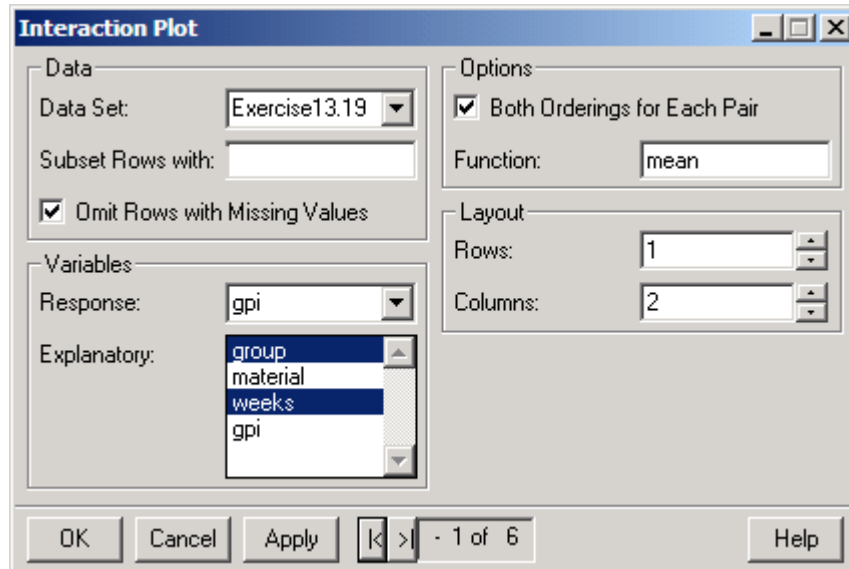 Interaction Plot
Data
Data Set: Exercise13.19
Subset Rows with:
Omit Rows with Missing Values
Variables
Response: gpi
Explanatory: group
material
weeks
gpi
Options
Both Orderings for Each Pair
Function: mean
Layout
Rows: 1
Columns: 2
OK Cancel Apply |< >| - 1 of 6 Help